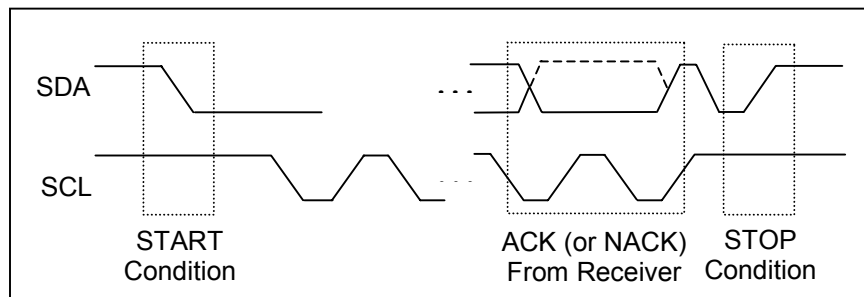 SDA
...
SCL
...
START
Condition
ACK (or NACK)
From Receiver
STOP
Condition